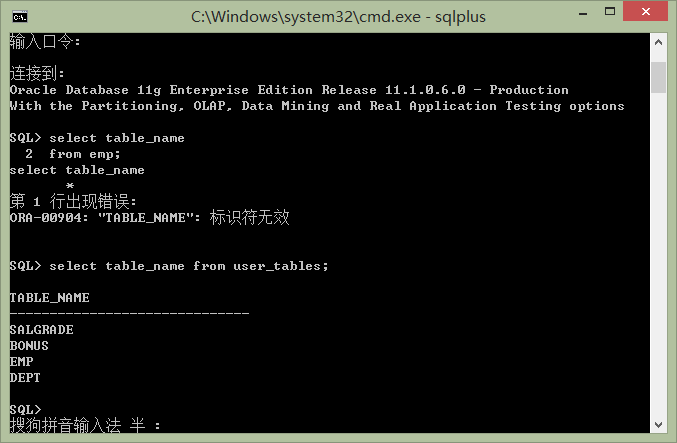 C:\Windows\system32\cmd.exe - sqlplus
输入口令:
连接到:
Oracle Database 11g Enterprise Edition Release 11.1.0.6.0 - Production
With the Partitioning, OLAP, Data Mining and Real Application Testing options
SQL> select table_name
  2  from emp;
select table_name
       *
第 1 行出现错误:
ORA-00904: "TABLE_NAME": 标识符无效
SQL> select table_name from user_tables;
TABLE_NAME
------------------------------
SALGRADE
BONUS
EMP
DEPT
SQL>
搜狗拼音输入法 半 :